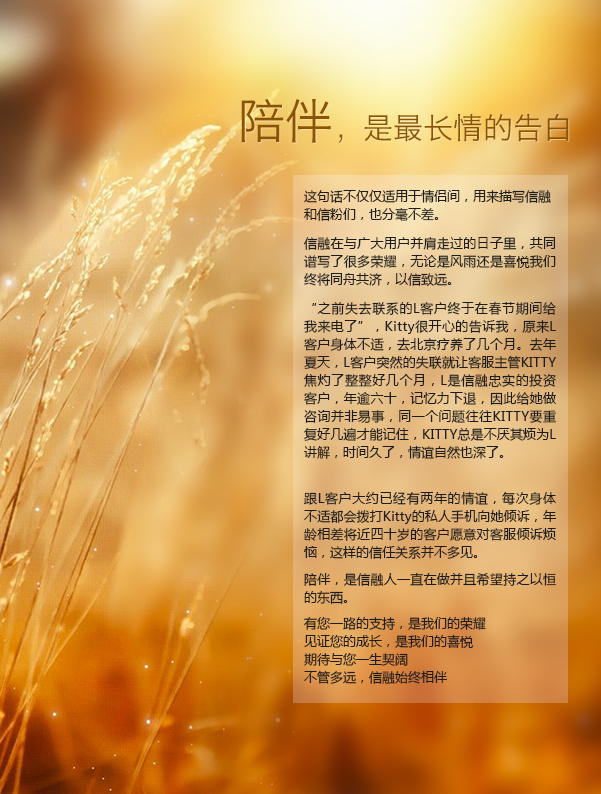 陪伴，是最长情的告白
这句话不仅仅适用于情侣间，用来描写信融
和信粉们，也分毫不差。
信融在与广大用户并肩走过的日子里，共同
谱写了很多荣耀，无论是风雨还是喜悦我们
终将同舟共济，以信致远。
“之前失去联系的L客户终于在春节期间给
我来电了”，Kitty很开心的告诉我，原来L
客户身体不适，去北京疗养了几个月。去年
夏天，L客户突然的失联就让客服主管KITTY
焦灼了整整好几个月，L是信融忠实的投资
客户，年逾六十，记忆力下退，因此给她做
咨询并非易事，同一个问题往往KITTY要重
复好几遍才能记住，KITTY总是不厌其烦为L
讲解，时间久了，情谊自然也深了。
跟L客户大约已经有两年的情谊，每次身体
不适都会拨打Kitty的私人手机向她倾诉，年
龄相差将近四十岁的客户愿意对客服倾诉烦
恼，这样的信任关系并不多见。
陪伴，是信融人一直在做并且希望持之以恒
的东西。
有您一路的支持，是我们的荣耀
见证您的成长，是我们的喜悦
期待与您一生契阔
不管多远，信融始终相伴